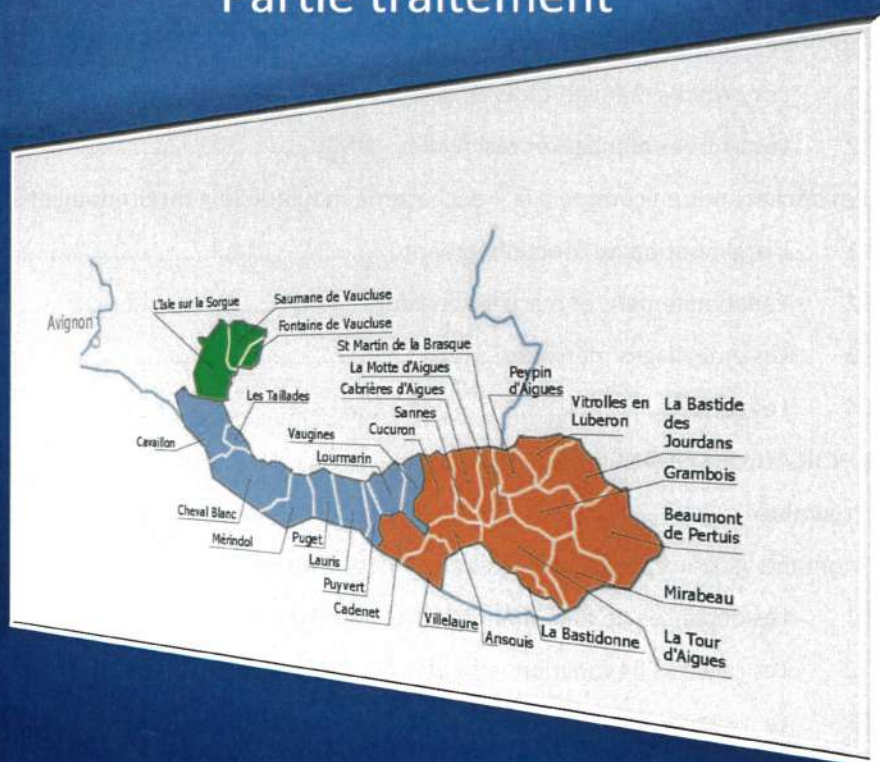 Partie traitement
Avignon
L'Isle sur la Sorgue
Saumane de Vaucluse
Fontaine de Vaucluse
St Martin de la Brasque
La Motte d'Aigues
Cabrières d'Aigues
Sannes
Cucuron
Peypin
d'Aigues
Vitrolles en
Luberon
La Bastide
des
Jourdans
Grambois
Beaumont
de Pertuis
Mirabeau
La Tour
d'Aigues
La Bastidonne
Ansouis
Villelaure
Cadenet
Puyvert
Lauris
Puget
Mérindol
Cheval Blanc
Cavaillon
Les Taillades
Vaugines
Lourmarin